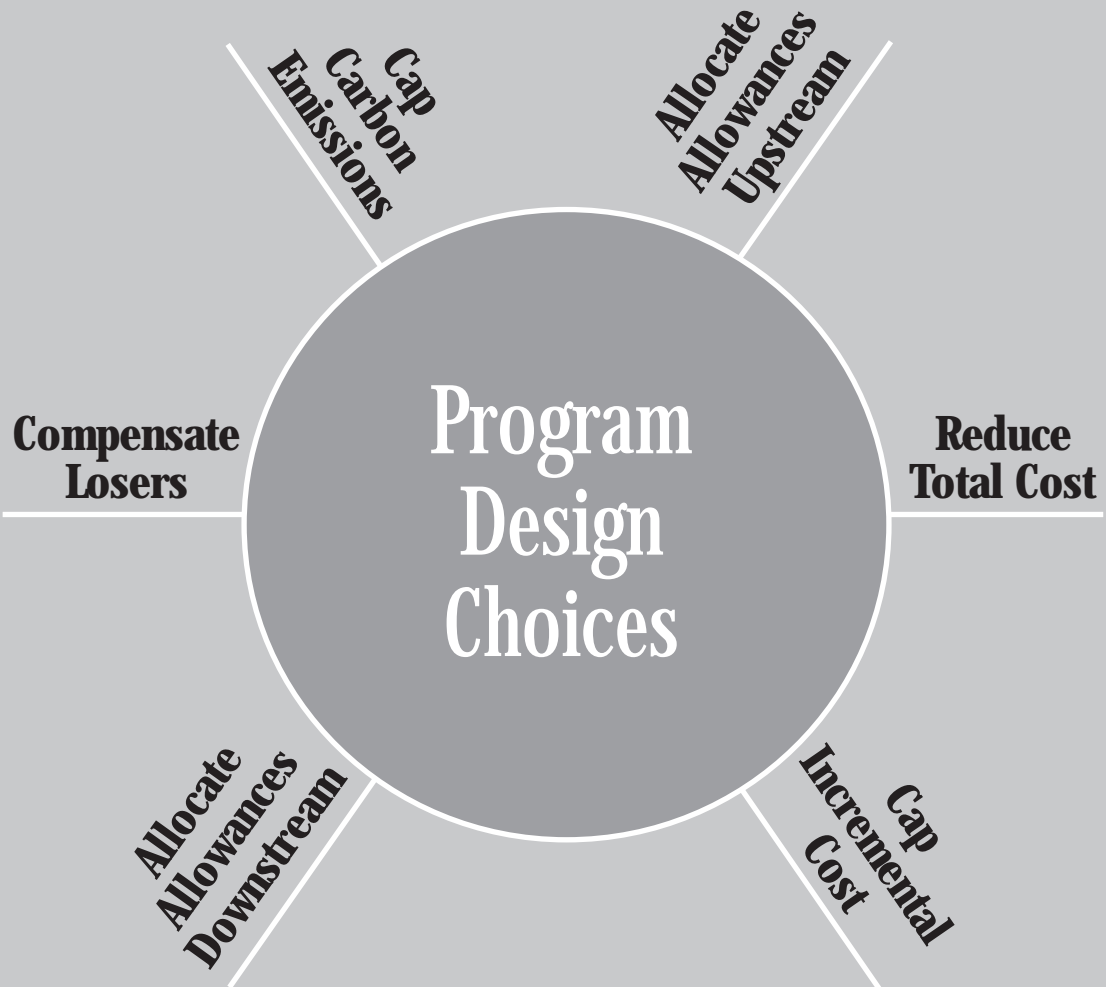 Cap
Carbon
Emissions
Allocate
Allowances
Upstream
Compensate
Losers
Program
Design
Choices
Reduce
Total Cost
Allocate
Allowances
Downstream
Cap
Incremental
Cost